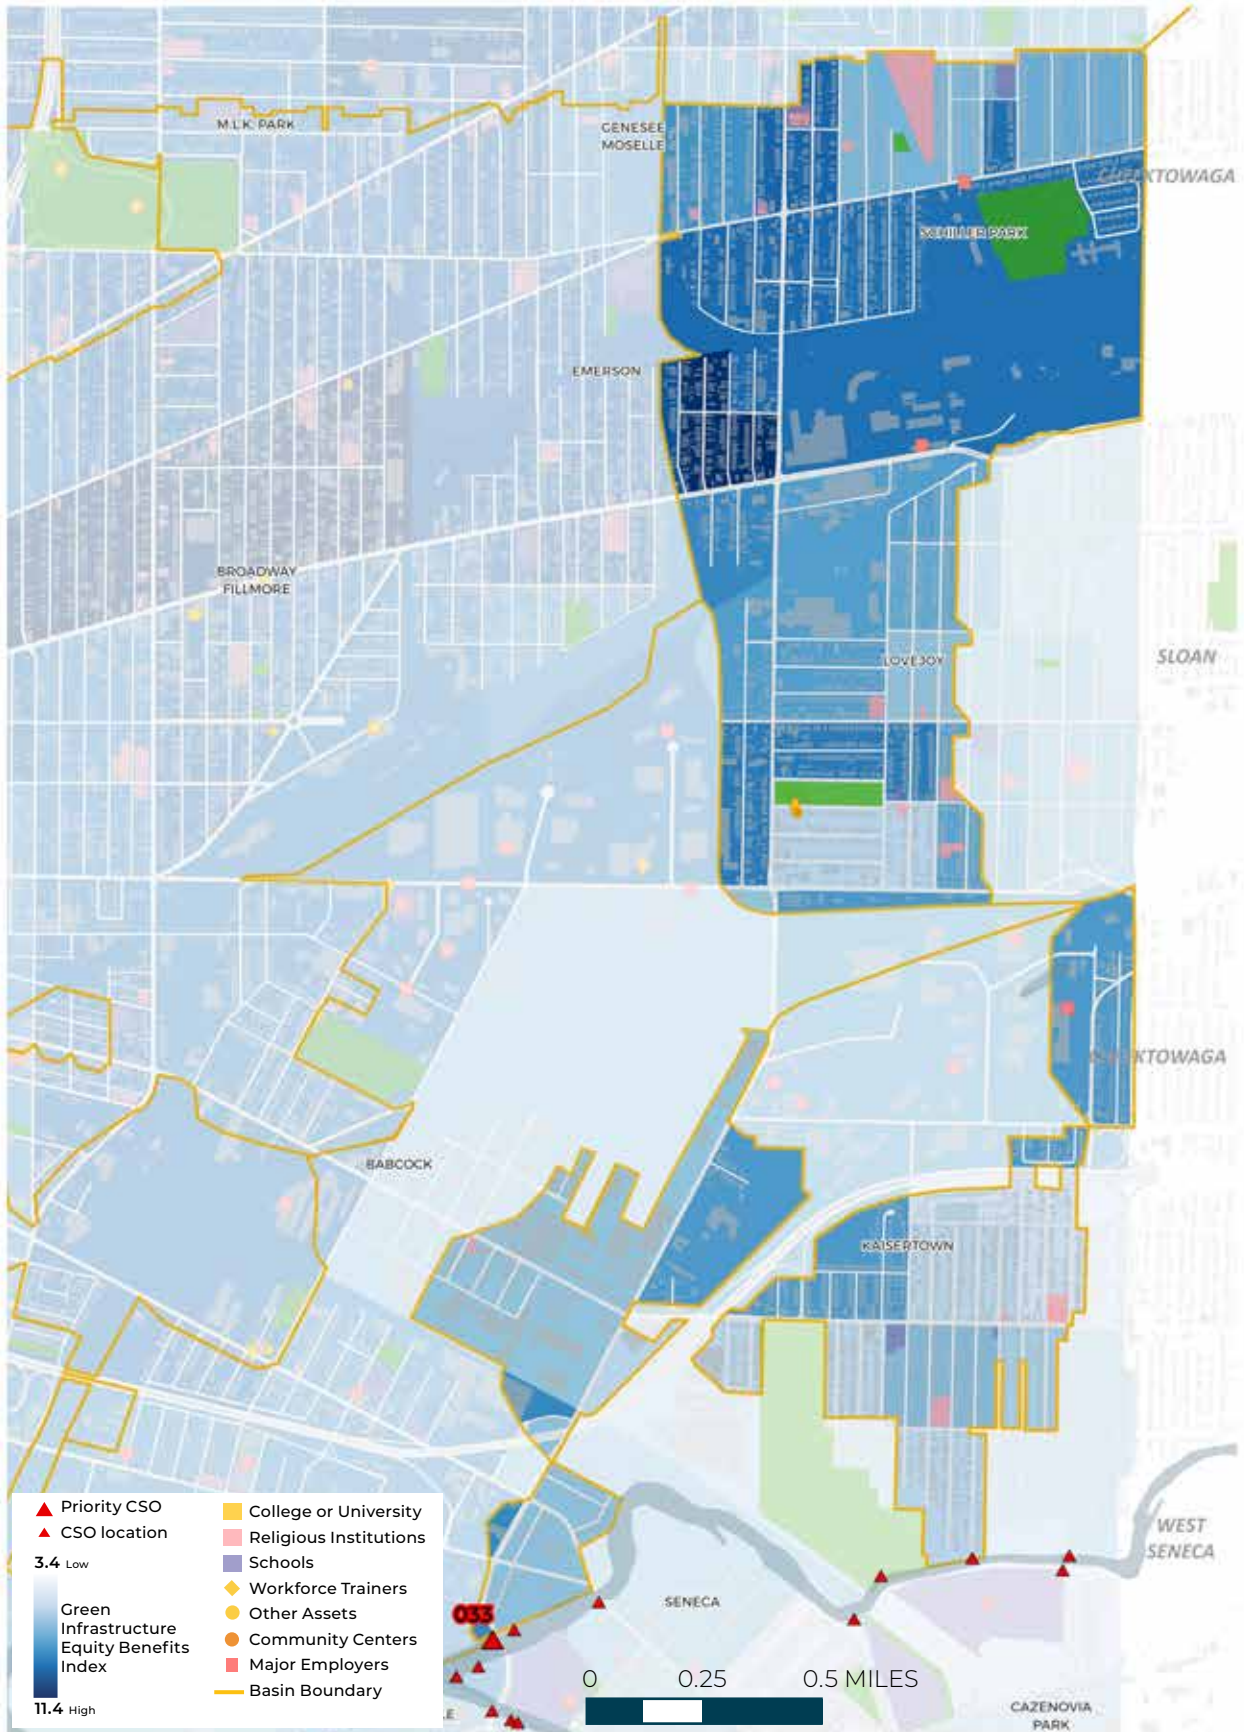 M.L.K. PARK
GENESEE
MOSELLE
SCHILLER PARK
EMERSON
BROADWAY
FILLMORE
LOVEJOY
SLOAN
BABCOCK
KAISERTOWN
WEST
SENECA
SENECA
CAZENOVIA
PARK
033
Priority CSO
CSO location
3.4 Low
Green
Infrastructure
Equity Benefits
Index
11.4 High
College or University
Religious Institutions
Schools
Workforce Trainers
Other Assets
Community Centers
Major Employers
Basin Boundary
0 0.25 0.5 MILES